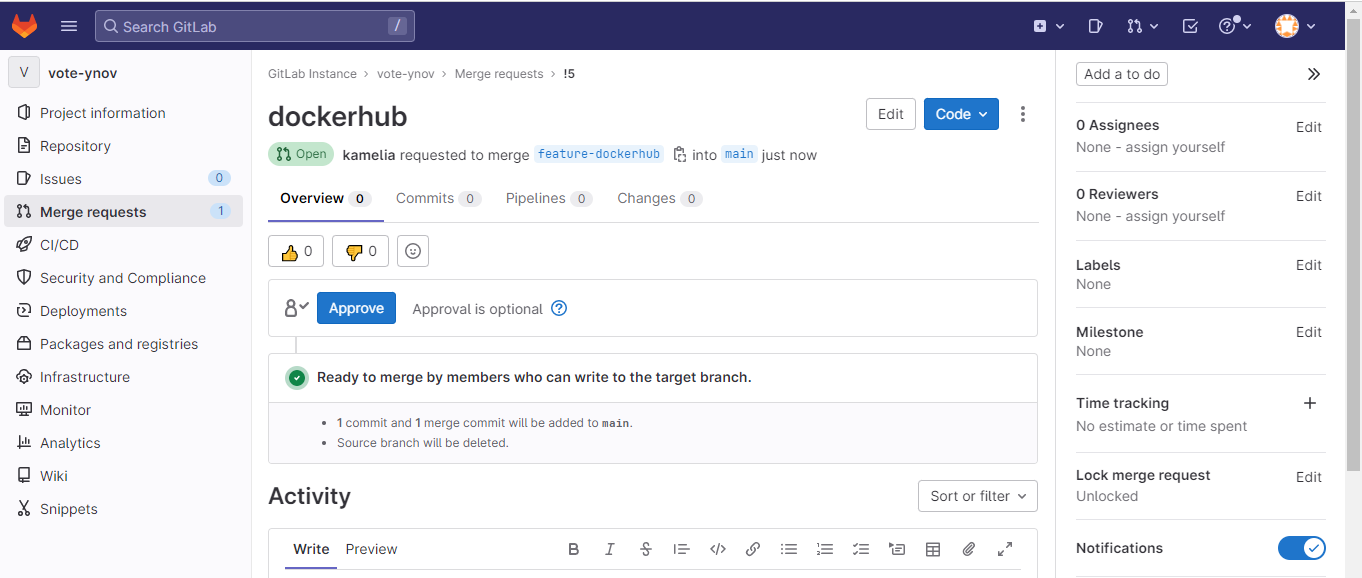 Search GitLab /
V vote-ynov
Project information
Repository
Issues 0
Merge requests 1
CI/CD
Security and Compliance
Deployments
Packages and registries
Infrastructure
Monitor
Analytics
Wiki
Snippets
GitLab Instance › vote-ynov › Merge requests › !5
dockerhub
Edit Code
Open kamelia requested to merge feature-dockerhub into main just now
Overview 0 Commits 0 Pipelines 0 Changes 0
0 0
Approve Approval is optional ?
Ready to merge by members who can write to the target branch.
• 1 commit and 1 merge commit will be added to main.
• Source branch will be deleted.
Activity Sort or filter
Write Preview B I S
Add a to do
0 Assignees Edit
None - assign yourself
0 Reviewers Edit
None - assign yourself
Labels Edit
None
Milestone Edit
None
Time tracking +
No estimate or time spent
Lock merge request Edit
Unlocked
Notifications